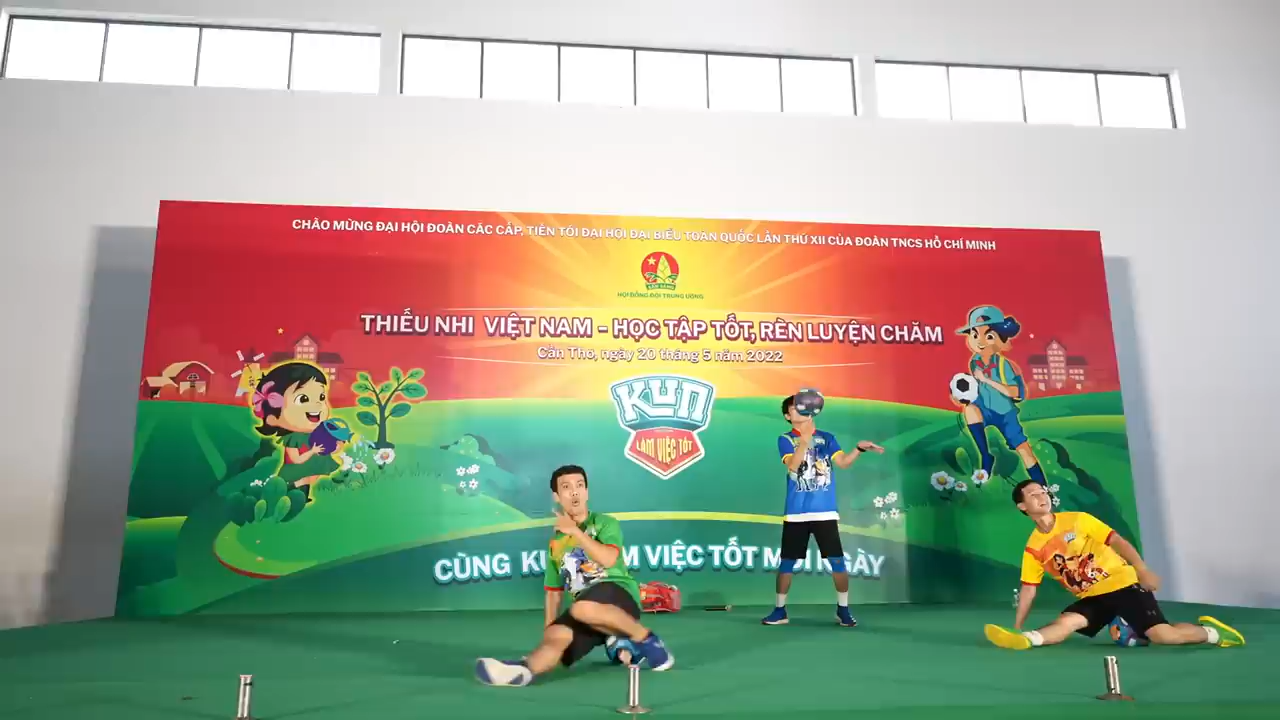 CHÀO MỪNG ĐẠI HỘI ĐOÀN CÁC CẤP, TIẾN TỚI ĐẠI HỘI ĐẠI BIỂU TOÀN QUỐC LẦN THỨ XII CỦA ĐOÀN TNCS HỒ CHÍ MINH
HỘI ĐỒNG ĐỘI TRUNG ƯƠNG
THIẾU NHI VIỆT NAM - HỌC TẬP TỐT, RÈN LUYỆN CHĂM
Cần Thơ, ngày 20 tháng 5 năm 2022
KUN
LÀM VIỆC TỐT
CÙNG VIỆC TỐT NGÀY